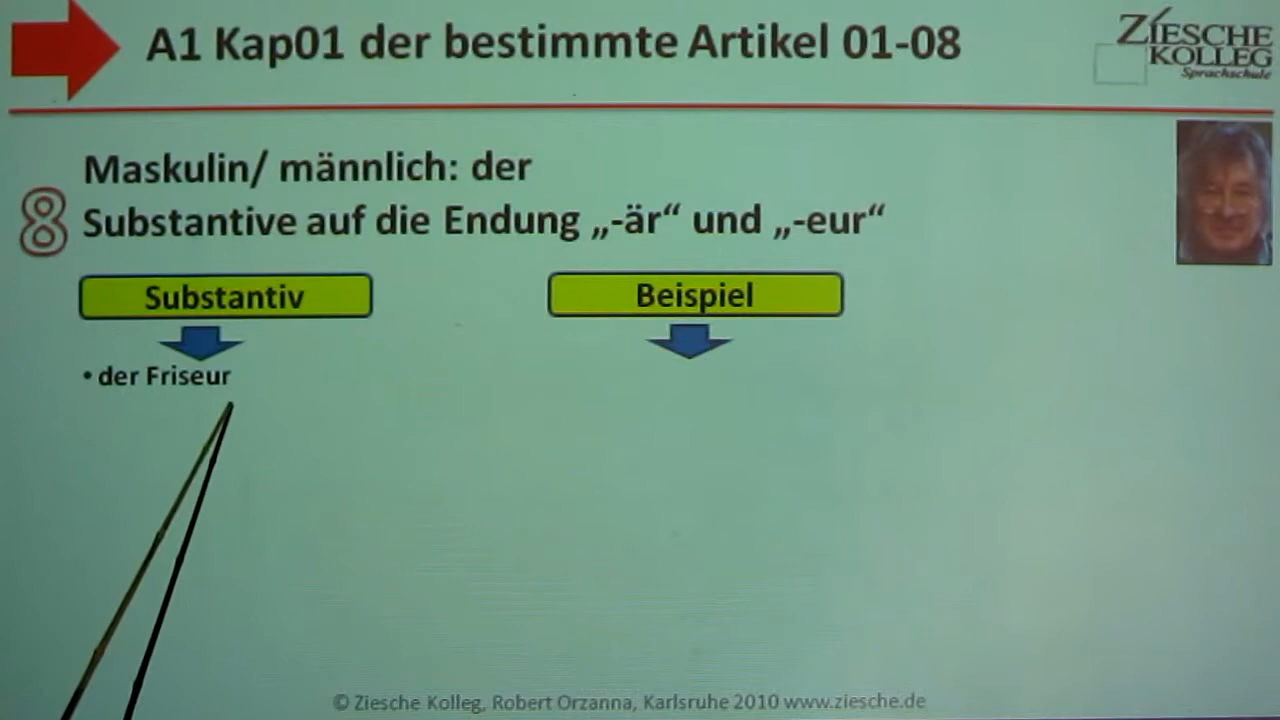 A1 Kap01 der bestimmte Artikel 01-08
ZIESCHE
KOLLEG
Sprachschule
Maskulin/ männlich: der
8 Substantive auf die Endung „-är“ und „-eur“
Substantiv
Beispiel
• der Friseur
© Ziesche Kolleg, Robert Orzanna, Karlsruhe 2010 www.ziesche.de